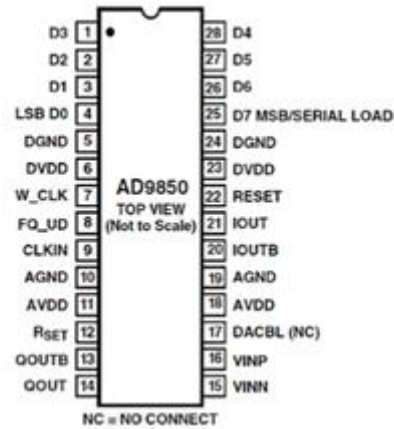 D3 1 28 D4
D2 2 27 D5
D1 3 26 D6
LSB D0 4 25 D7 MSB/SERIAL LOAD
DGND 5 24 DGND
DVDD 6 23 DVDD
W_CLK 7 AD9850 22 RESET
FQ_UD 8 TOP VIEW 21 IOUT
(Not to Scale)
CLKIN 9 20 IOUTB
AGND 10 19 AGND
AVDD 11 18 AVDD
RSET 12 17 DACBL (NC)
QOUTB 13 16 VINP
QOUT 14 15 VINN
NC = NO CONNECT